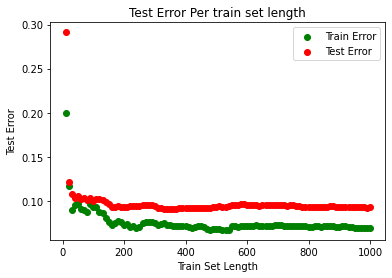 Test Error Per train set length
Train Error
Test Error
0.30
0.25
0.20
0.15
0.10
Test Error
0
200
400
600
800
1000
Train Set Length